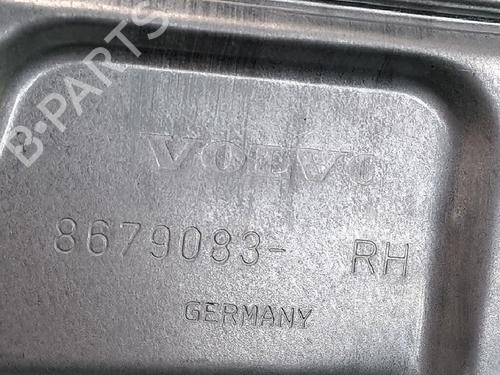 B-PARTS
VOLVO
8679083- RH
GERMANY